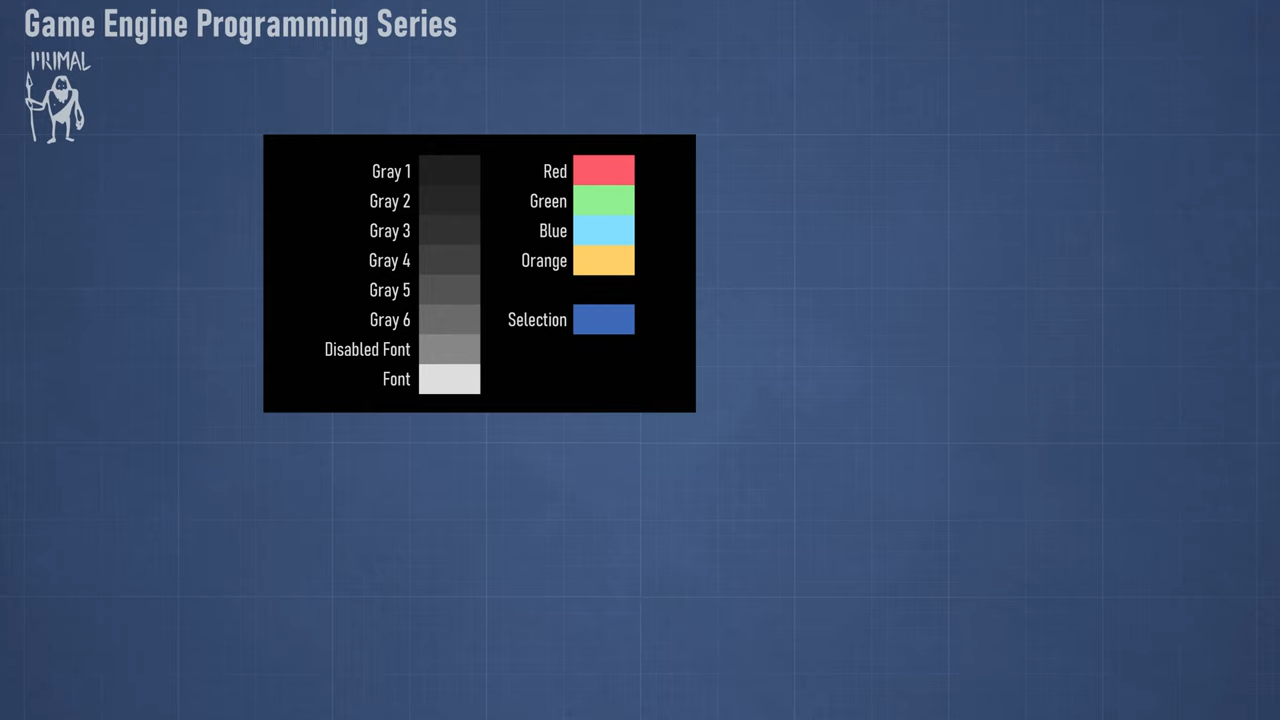 Game Engine Programming Series
PRIMAL
Gray 1
Gray 2
Gray 3
Gray 4
Gray 5
Gray 6
Disabled Font
Font
Red
Green
Blue
Orange
Selection